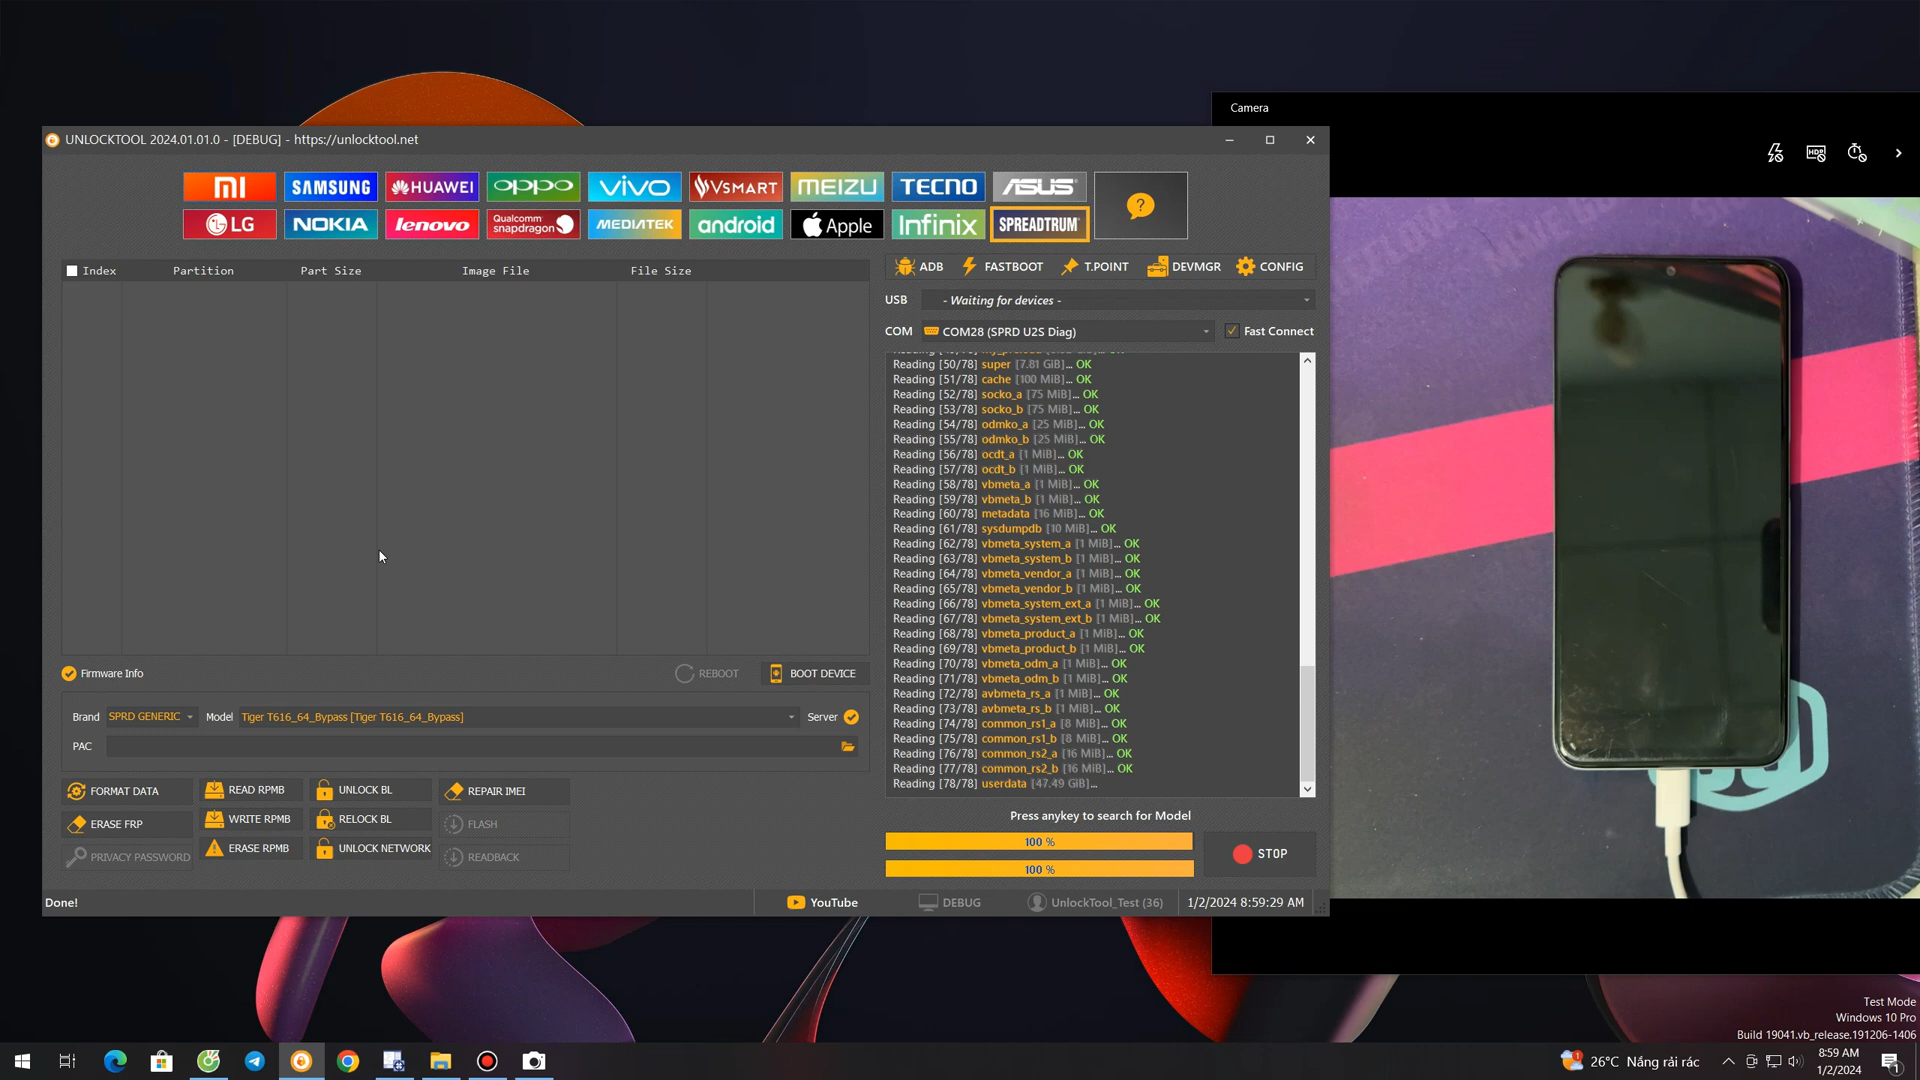 Camera
UNLOCKTOOL 2024.01.01.0 - [DEBUG] - https://unlocktool.net
MI SAMSUNG HUAWEI oppo vivo VSMART MEIZU TECNO ASUS ?
LG NOKIA lenovo Qualcomm snapdragon MEDIATEK android Apple Infinix SPREADTRUM
Index Partition Part Size Image File File Size
ADB FASTBOOT T.POINT DEVMGR CONFIG
USB - Waiting for devices -
COM COM28 (SPRD U2S Diag) Fast Connect
Reading [50/78] super [7.81 GiB]... OK
Reading [51/78] cache [100 MiB]... OK
Reading [52/78] socko_a [75 MiB]... OK
Reading [53/78] socko_b [75 MiB]... OK
Reading [54/78] odmko_a [25 MiB]... OK
Reading [55/78] odmko_b [25 MiB]... OK
Reading [56/78] ocdt_a [1 MiB]... OK
Reading [57/78] ocdt_b [1 MiB]... OK
Reading [58/78] vbmeta_a [1 MiB]... OK
Reading [59/78] vbmeta_b [1 MiB]... OK
Reading [60/78] metadata [16 MiB]... OK
Reading [61/78] sysdumpdb [10 MiB]... OK
Reading [62/78] vbmeta_system_a [1 MiB]... OK
Reading [63/78] vbmeta_system_b [1 MiB]... OK
Reading [64/78] vbmeta_vendor_a [1 MiB]... OK
Reading [65/78] vbmeta_vendor_b [1 MiB]... OK
Reading [66/78] vbmeta_system_ext_a [1 MiB]... OK
Reading [67/78] vbmeta_system_ext_b [1 MiB]... OK
Reading [68/78] vbmeta_product_a [1 MiB]... OK
Reading [69/78] vbmeta_product_b [1 MiB]... OK
Reading [70/78] vbmeta_odm_a [1 MiB]... OK
Reading [71/78] vbmeta_odm_b [1 MiB]... OK
Reading [72/78] avbmeta_rs_a [1 MiB]... OK
Reading [73/78] avbmeta_rs_b [1 MiB]... OK
Reading [74/78] common_rs1_a [8 MiB]... OK
Reading [75/78] common_rs1_b [8 MiB]... OK
Reading [76/78] common_rs2_a [16 MiB]... OK
Reading [77/78] common_rs2_b [16 MiB]... OK
Reading [78/78] userdata [47.49 GiB]...
Firmware Info REBOOT BOOT DEVICE
Brand SPRD GENERIC Model Tiger T616_64_Bypass [Tiger T616_64_Bypass] Server
PAC
FORMAT DATA READ RPMB UNLOCK BL REPAIR IMEI
ERASE FRP WRITE RPMB RELOCK BL FLASH
PRIVACY PASSWORD ERASE RPMB UNLOCK NETWORK READBACK
Press anykey to search for Model
100 %
100 %
STOP
Done! YouTube DEBUG UnlockTool_Test (36) 1/2/2024 8:59:29 AM
Test Mode
Windows 10 Pro
Build 19041.vb_release.191206-1406
26°C Nắng rải rác
8:59 AM
1/2/2024